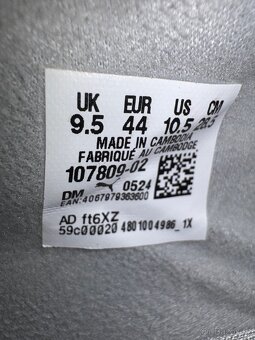 UK EUR US CM
9.5 44 10.5 28.5
MADE IN CAMBODIA
FABRIQUÉ AU CAMBODGE
107809-02
DM 0524
EAN:4067979363600
AD ft6XZ
59c00020 4801004986_1X